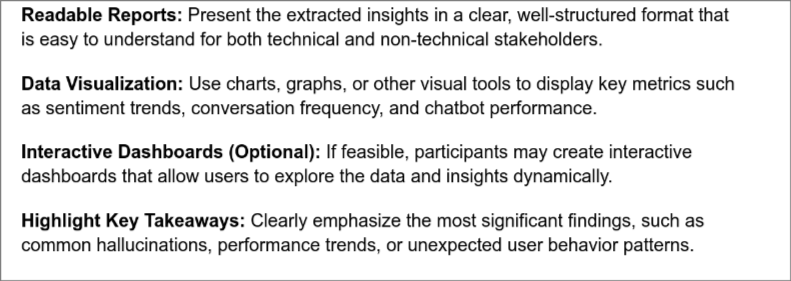 Readable Reports: Present the extracted insights in a clear, well-structured format that
is easy to understand for both technical and non-technical stakeholders.
Data Visualization: Use charts, graphs, or other visual tools to display key metrics such
as sentiment trends, conversation frequency, and chatbot performance.
Interactive Dashboards (Optional): If feasible, participants may create interactive
dashboards that allow users to explore the data and insights dynamically.
Highlight Key Takeaways: Clearly emphasize the most significant findings, such as
common hallucinations, performance trends, or unexpected user behavior patterns.